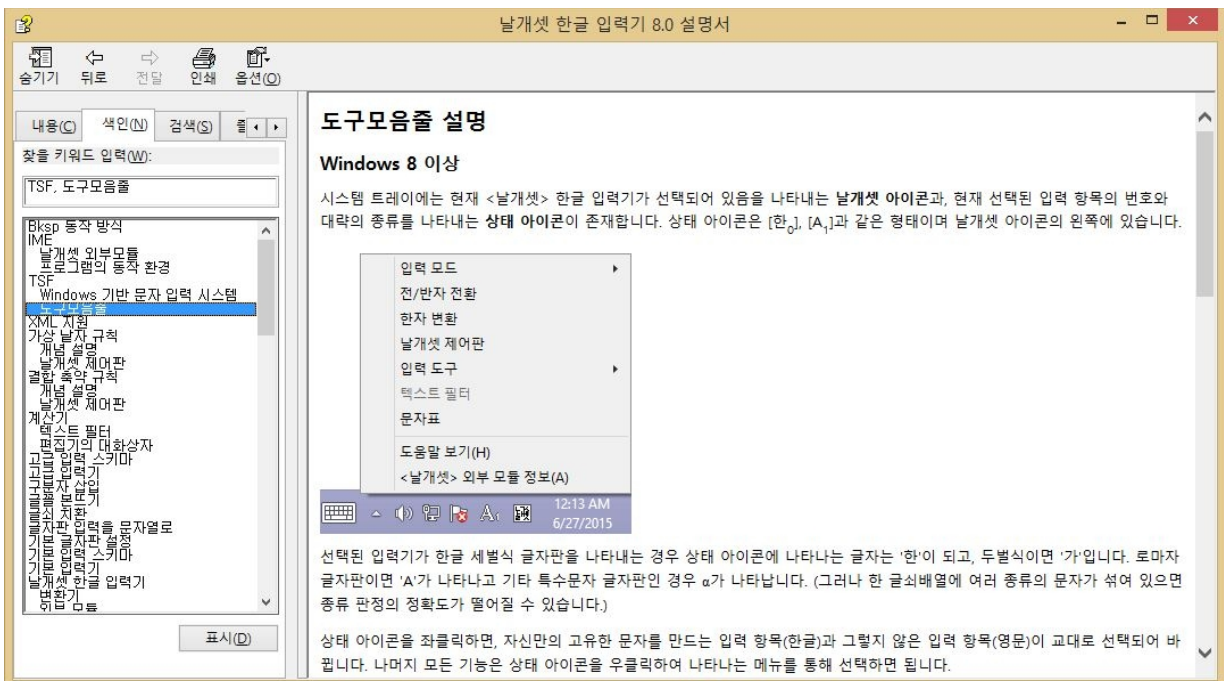 날개셋 한글 입력기 8.0 설명서
숨기기 뒤로 전달 인쇄 옵션(O)
내용(C) 색인(N) 검색(S) 즐
찾을 키워드 입력(W):
TSF, 도구모음줄
Bksp 동작 방식
IME
날개셋 외부모듈
프로그램의 동작 환경
TSF
Windows 기반 문자 입력 시스템
도구모음줄
XML 지원
가상 낱자 규칙
개념 설명
날개셋 제어판
결합 축약 규칙
개념 설명
날개셋 제어판
계산기
텍스트 필터
편집기의 대화상자
고급 입력 스키마
고급 입력기
구분자 삽입
글꼴 본뜨기
글쇠 치환
글자판 입력을 문자열로
기본 글자판 설정
기본 입력 스키마
기본 입력기
날개셋 한글 입력기
변환기
표시(D)
도구모음줄 설명
Windows 8 이상
시스템 트레이에는 현재 <날개셋> 한글 입력기가 선택되어 있음을 나타내는 날개셋 아이콘과, 현재 선택된 입력 항목의 번호와
대략의 종류를 나타내는 상태 아이콘이 존재합니다. 상태 아이콘은 [한0], [A1]과 같은 형태이며 날개셋 아이콘의 왼쪽에 있습니다.
입력 모드
전/반자 전환
한자 변환
날개셋 제어판
입력 도구
텍스트 필터
문자표
도움말 보기(H)
<날개셋> 외부 모듈 정보(A)
A1 12:13 AM
6/27/2015
선택된 입력기가 한글 세벌식 글자판을 나타내는 경우 상태 아이콘에 나타나는 글자는 '한'이 되고, 두벌식이면 '가'입니다. 로마자
글자판이면 'A'가 나타나고 기타 특수문자 글자판인 경우 α가 나타납니다. (그러나 한 글쇠배열에 여러 종류의 문자가 섞여 있으면
종류 판정의 정확도가 떨어질 수 있습니다.)
상태 아이콘을 좌클릭하면, 자신만의 고유한 문자를 만드는 입력 항목(한글)과 그렇지 않은 입력 항목(영문)이 교대로 선택되어 바
뀝니다. 나머지 모든 기능은 상태 아이콘을 우클릭하여 나타나는 메뉴를 통해 선택하면 됩니다.